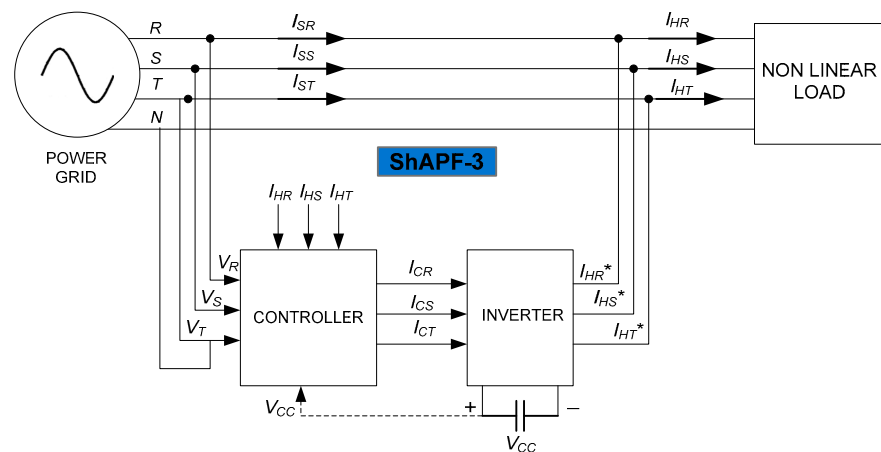 R I_SR I_HR
S I_SS I_HS
T I_ST I_HT
N
POWER
GRID
NON LINEAR
LOAD
ShAPF-3
I_HR I_HS I_HT
V_R
V_S
V_T
CONTROLLER
I_CR
I_CS
I_CT
INVERTER
I_HR*
I_HS*
I_HT*
V_CC
+ –
V_CC